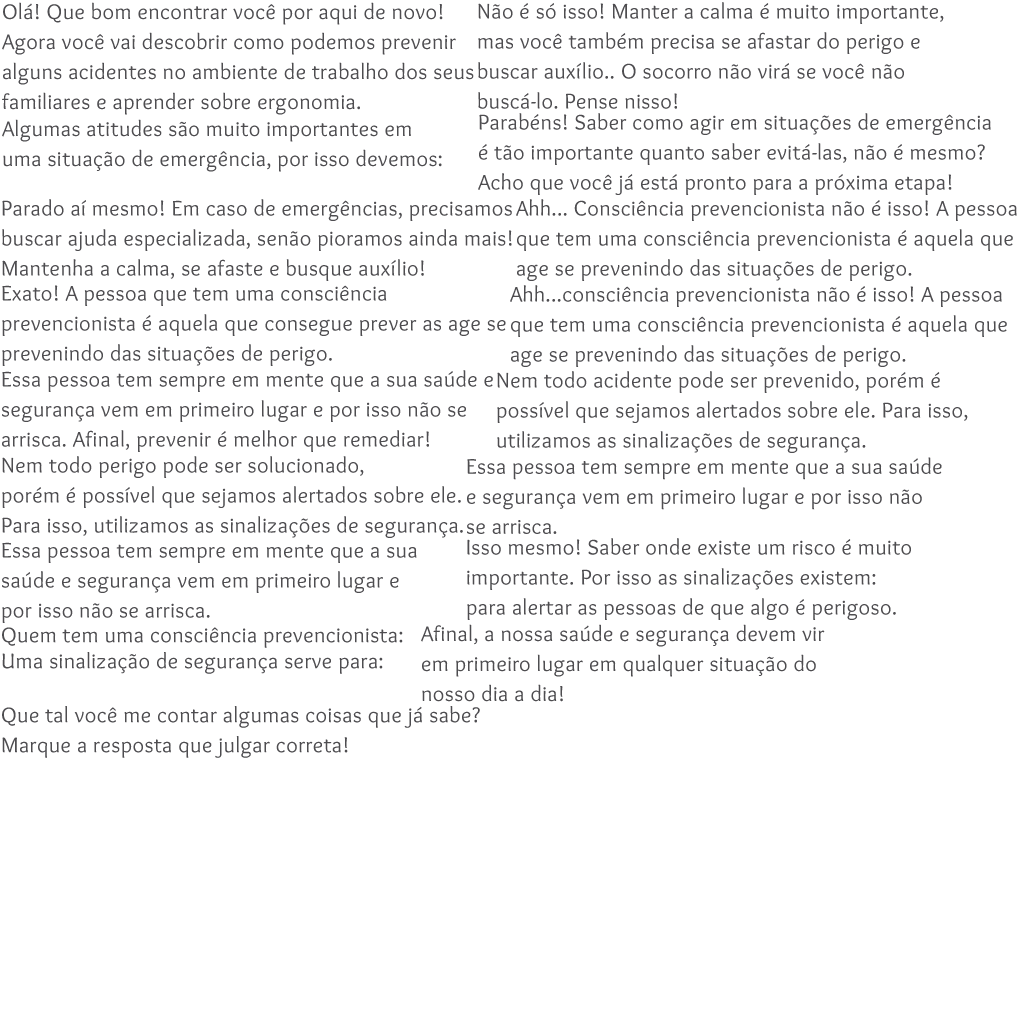 Olá! Que bom encontrar você por aqui de novo!
Agora você vai descobrir como podemos prevenir
alguns acidentes no ambiente de trabalho dos seus
familiares e aprender sobre ergonomia.
Não é só isso! Manter a calma é muito importante,
mas você também precisa se afastar do perigo e
buscar auxílio.. O socorro não virá se você não
buscá-lo. Pense nisso!
Algumas atitudes são muito importantes em
uma situação de emergência, por isso devemos:
Parabéns! Saber como agir em situações de emergência
é tão importante quanto saber evitá-las, não é mesmo?
Acho que você já está pronto para a próxima etapa!
Parado aí mesmo! Em caso de emergências, precisamos
buscar ajuda especializada, senão pioramos ainda mais!
Mantenha a calma, se afaste e busque auxílio!
Ahh... Consciência prevencionista não é isso! A pessoa
que tem uma consciência prevencionista é aquela que
age se prevenindo das situações de perigo.
Exato! A pessoa que tem uma consciência
prevencionista é aquela que consegue prever as age se
prevenindo das situações de perigo.
Ahh...consciência prevencionista não é isso! A pessoa
que tem uma consciência prevencionista é aquela que
age se prevenindo das situações de perigo.
Essa pessoa tem sempre em mente que a sua saúde e
segurança vem em primeiro lugar e por isso não se
arrisca. Afinal, prevenir é melhor que remediar!
Nem todo acidente pode ser prevenido, porém é
possível que sejamos alertados sobre ele. Para isso,
utilizamos as sinalizações de segurança.
Nem todo perigo pode ser solucionado,
porém é possível que sejamos alertados sobre ele.
Para isso, utilizamos as sinalizações de segurança.
Essa pessoa tem sempre em mente que a sua saúde
e segurança vem em primeiro lugar e por isso não
se arrisca.
Essa pessoa tem sempre em mente que a sua
saúde e segurança vem em primeiro lugar e
por isso não se arrisca.
Isso mesmo! Saber onde existe um risco é muito
importante. Por isso as sinalizações existem:
para alertar as pessoas de que algo é perigoso.
Quem tem uma consciência prevencionista:
Uma sinalização de segurança serve para:
Afinal, a nossa saúde e segurança devem vir
em primeiro lugar em qualquer situação do
nosso dia a dia!
Que tal você me contar algumas coisas que já sabe?
Marque a resposta que julgar correta!